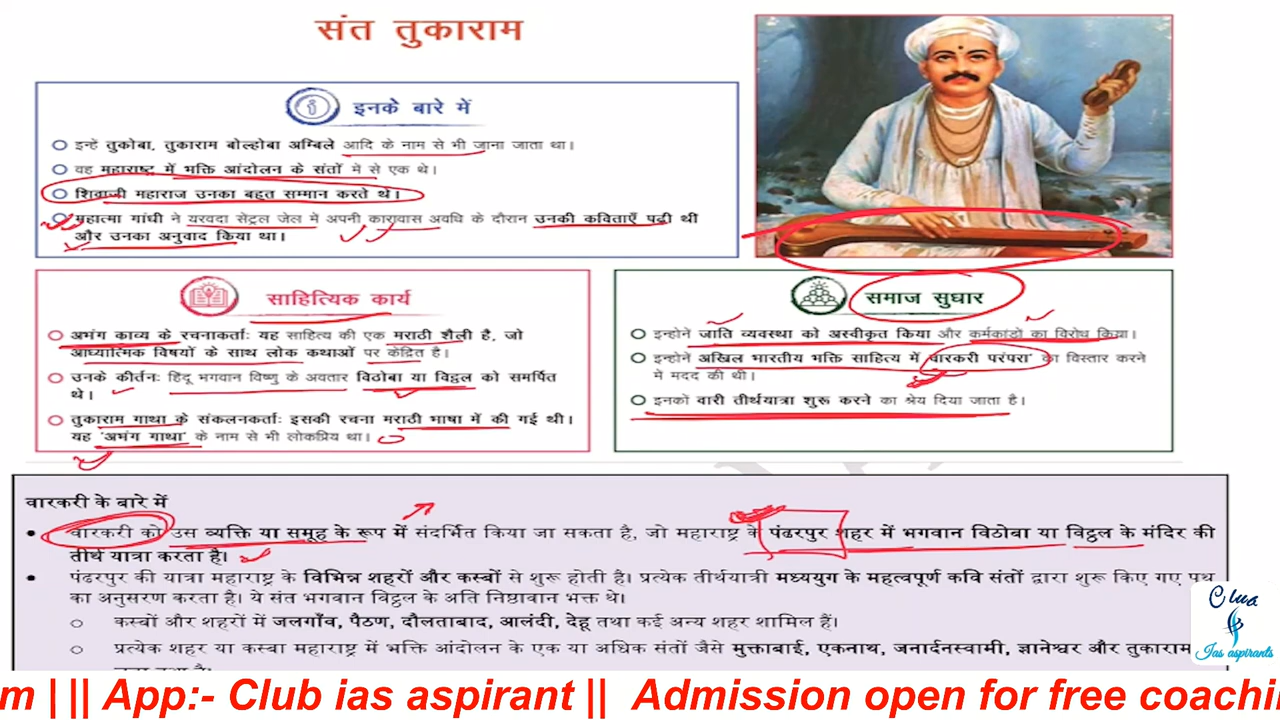 संत तुकाराम
इनके बारे में
इन्हें तुकोबा, तुकाराम बोल्होबा अम्बिले आदि के नाम से भी जाना जाता था।
वह महाराष्ट्र में भक्ति आंदोलन के संतों में से एक थे।
शिवाजी महाराज उनका बहुत सम्मान करते थे।
महात्मा गांधी ने यरवदा सेंट्रल जेल में अपनी कारावास अवधि के दौरान उनकी कविताएँ पढ़ी थीं
और उनका अनुवाद किया था।
साहित्यिक कार्य
अभंग काव्य के रचनाकर्ताः यह साहित्य की एक मराठी शैली है, जो
आध्यात्मिक विषयों के साथ लोक कथाओं पर केंद्रित है।
उनके कीर्तनः हिंदू भगवान विष्णु के अवतार विठोबा या विट्ठल को समर्पित
थे।
तुकाराम गाथा के संकलनकर्ताः इसकी रचना मराठी भाषा में की गई थी।
यह 'अभंग गाथा' के नाम से भी लोकप्रिय था।
समाज सुधार
इन्होंने जाति व्यवस्था को अस्वीकृत किया और कर्मकांडों का विरोध किया।
इन्होंने अखिल भारतीय भक्ति साहित्य में 'वारकरी परंपरा' का विस्तार करने
में मदद की थी।
इनकों वारी तीर्थयात्रा शुरू करने का श्रेय दिया जाता है।
वारकरी के बारे में
• वारकरी को उस व्यक्ति या समूह के रूप में संदर्भित किया जा सकता है, जो महाराष्ट्र के पंढरपुर शहर में भगवान विठोबा या विट्ठल के मंदिर की
तीर्थ यात्रा करता है।
• पंढरपुर की यात्रा महाराष्ट्र के विभिन्न शहरों और कस्बों से शुरू होती है। प्रत्येक तीर्थयात्री मध्ययुग के महत्वपूर्ण कवि संतों द्वारा शुरू किए गए पथ
का अनुसरण करता है। ये संत भगवान विट्ठल के अति निष्ठावान भक्त थे।
कस्बों और शहरों में जलगाँव, पैठण, दौलताबाद, आलंदी, देहू तथा कई अन्य शहर शामिल हैं।
प्रत्येक शहर या कस्बा महाराष्ट्र में भक्ति आंदोलन के एक या अधिक संतों जैसे मुक्ताबाई, एकनाथ, जनार्दनस्वामी, ज्ञानेश्वर और तुकाराम
Club
Ias aspirants
m | || App:- Club ias aspirant || Admission open for free coachin